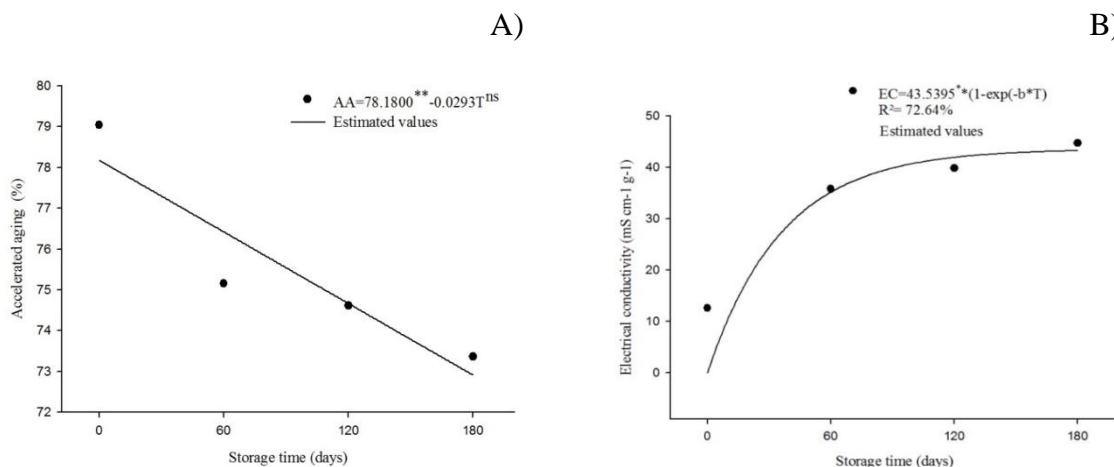 A)
B)
AA=78.1800**-0.0293Tns
Estimated values
Accelerated aging (%)
80
79
78
77
76
75
74
73
72
0 60 120 180
Storage time (days)
EC=43.5395**(1-exp(-b*T)
R²= 72.64%
Estimated values
Electrical conductivity (mS cm-1 g-1)
50
40
30
20
10
0
0 60 120 180
Storage time (days)